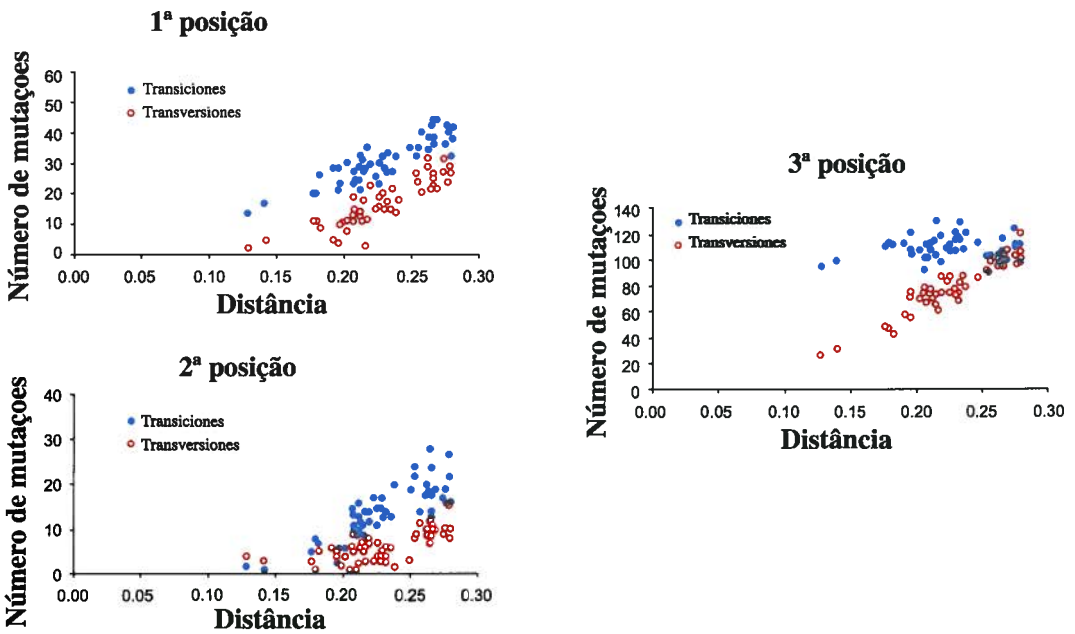 1ª posição
Número de mutaçoes
60
50
40
30
20
10
0
Transiciones
Transversiones
0.00 0.05 0.10 0.15 0.20 0.25 0.30
Distância
2ª posição
Número de mutaçoes
40
30
20
10
0
Transiciones
Transversiones
0.00 0.05 0.10 0.15 0.20 0.25 0.30
Distância
3ª posição
Número de mutaçoes
140
120
100
80
60
40
20
0
Transiciones
Transversiones
0.00 0.05 0.10 0.15 0.20 0.25 0.30
Distância